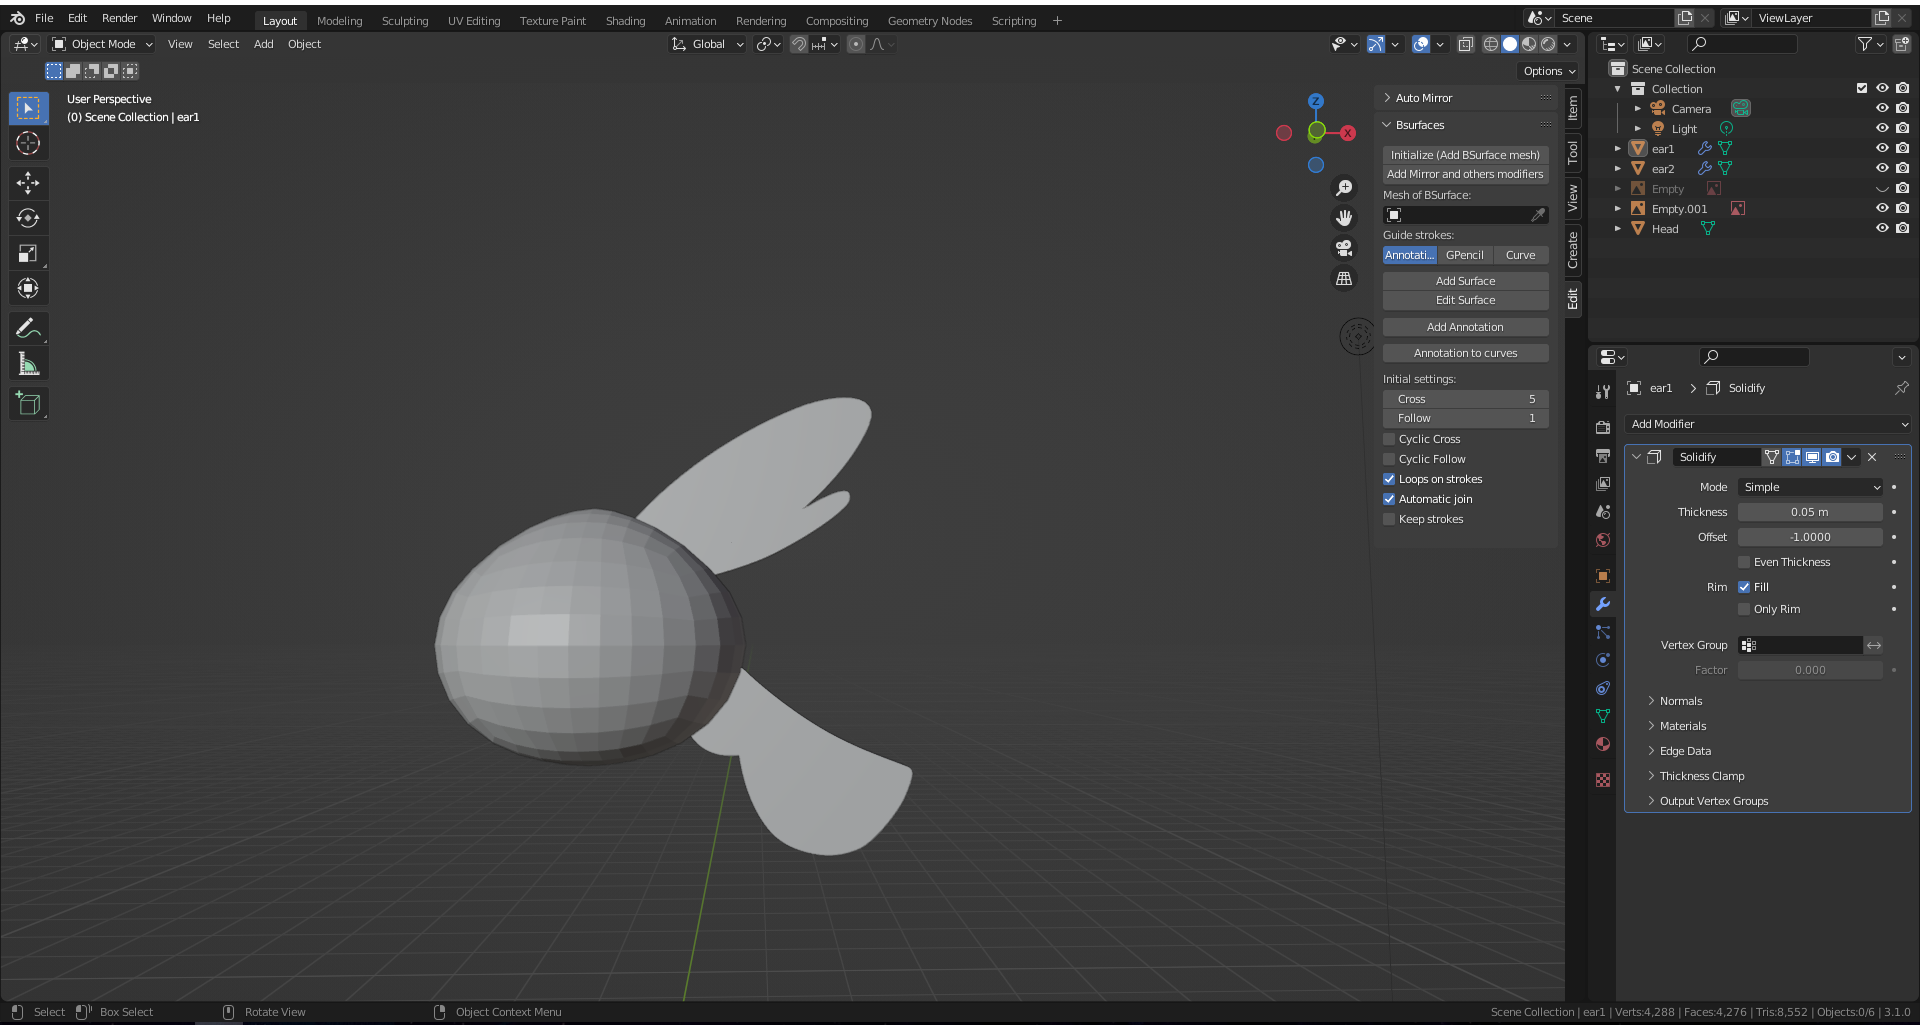 File Edit Render Window Help Layout Modeling Sculpting UV Editing Texture Paint Shading Animation Rendering Compositing Geometry Nodes Scripting + Scene ViewLayer
Object Mode View Select Add Object Global
Options
User Perspective
(0) Scene Collection | ear1
Z
X
Auto Mirror
Bsurfaces
Initialize (Add BSurface mesh)
Add Mirror and others modifiers
Mesh of BSurface:
Guide strokes:
Annotati... GPencil Curve
Add Surface
Edit Surface
Add Annotation
Annotation to curves
Initial settings:
Cross 5
Follow 1
Cyclic Cross
Cyclic Follow
Loops on strokes
Automatic join
Keep strokes
Item
Tool
View
Create
Edit
Scene Collection
Collection
Camera
Light
ear1
ear2
Empty
Empty.001
Head
ear1 Solidify
Add Modifier
Solidify
Mode Simple
Thickness 0.05 m
Offset -1.0000
Even Thickness
Rim Fill
Only Rim
Vertex Group
Factor 0.000
Normals
Materials
Edge Data
Thickness Clamp
Output Vertex Groups
Select Box Select Rotate View Object Context Menu Scene Collection | ear1 | Verts:4,288 | Faces:4,276 | Tris:8,552 | Objects:0/6 | 3.1.0